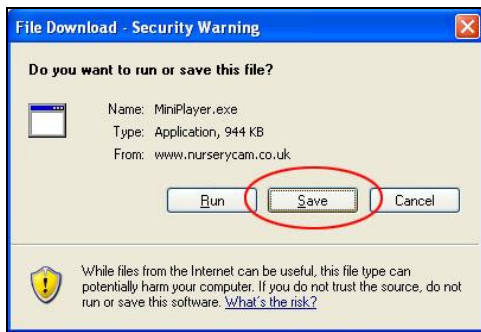 File Download - Security Warning
Do you want to run or save this file?
Name: MiniPlayer.exe
Type: Application, 944 KB
From: www.nurserycam.co.uk
Run Save Cancel
While files from the Internet can be useful, this file type can
potentially harm your computer. If you do not trust the source, do not
run or save this software. What's the risk?